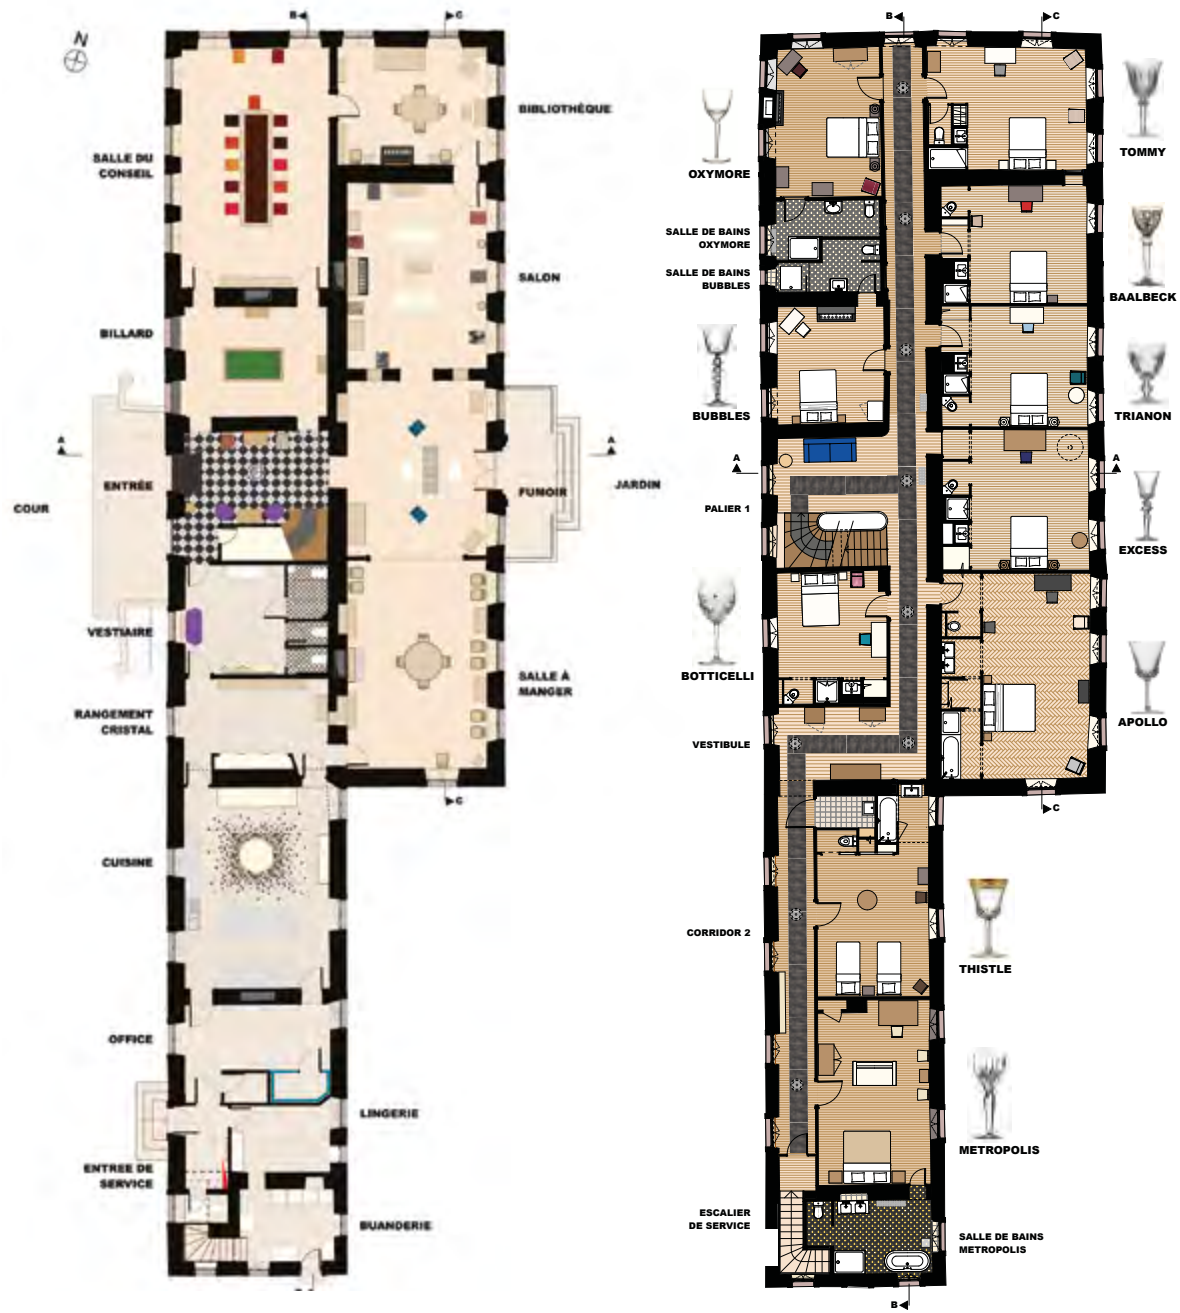 B
C
N
BIBLIOTHÈQUE
SALLE DU
CONSEIL
SALON
BILLARD
A
A
ENTRÉE
FUMOIR
JARDIN
COUR
VESTIAIRE
SALLE À
MANGER
RANGEMENT
CRISTAL
C
CUISINE
OFFICE
LINGERIE
ENTREE DE
SERVICE
BUANDERIE
B
C
TOMMY
OXYMORE
SALLE DE BAINS
OXYMORE
SALLE DE BAINS
BUBBLES
BAALBECK
BUBBLES
TRIANON
A
A
PALIER 1
EXCESS
BOTTICELLI
APOLLO
VESTIBULE
C
CORRIDOR 2
THISTLE
METROPOLIS
ESCALIER
DE SERVICE
SALLE DE BAINS
METROPOLIS
B